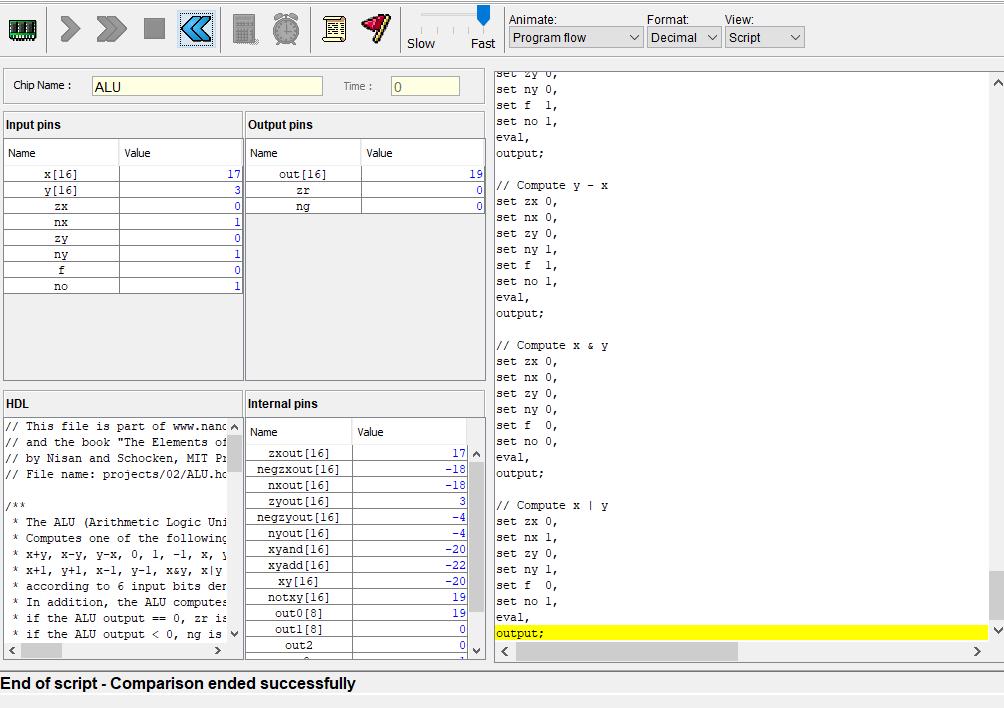 Slow Fast
Animate: Format: View:
Program flow Decimal Script
Chip Name : ALU Time : 0
Input pins
Name Value
x[16] 17
y[16] 3
zx 0
nx 1
zy 0
ny 1
f 0
no 1
Output pins
Name Value
out[16] 19
zr 0
ng 0
HDL
// This file is part of www.nand
// and the book "The Elements of
// by Nisan and Schocken, MIT Pr
// File name: projects/02/ALU.hd
/**
* The ALU (Arithmetic Logic Uni
* Computes one of the following
* x+y, x-y, y-x, 0, 1, -1, x, y
* x+1, y+1, x-1, y-1, x&y, x|y
* according to 6 input bits den
* In addition, the ALU computes
* if the ALU output == 0, zr is
* if the ALU output < 0, ng is
Internal pins
Name Value
zxout[16] 17
negzxout[16] -18
nxout[16] -18
zyout[16] 3
negzyout[16] -4
nyout[16] -4
xyand[16] -20
xyadd[16] -22
xy[16] -20
notxy[16] 19
out0[8] 19
out1[8] 0
out2 0
set zy 0,
set ny 0,
set f 1,
set no 1,
eval,
output;
// Compute y - x
set zx 0,
set nx 0,
set zy 0,
set ny 1,
set f 1,
set no 1,
eval,
output;
// Compute x & y
set zx 0,
set nx 0,
set zy 0,
set ny 0,
set f 0,
set no 0,
eval,
output;
// Compute x | y
set zx 0,
set nx 1,
set zy 0,
set ny 1,
set f 0,
set no 1,
eval,
output;
End of script - Comparison ended successfully